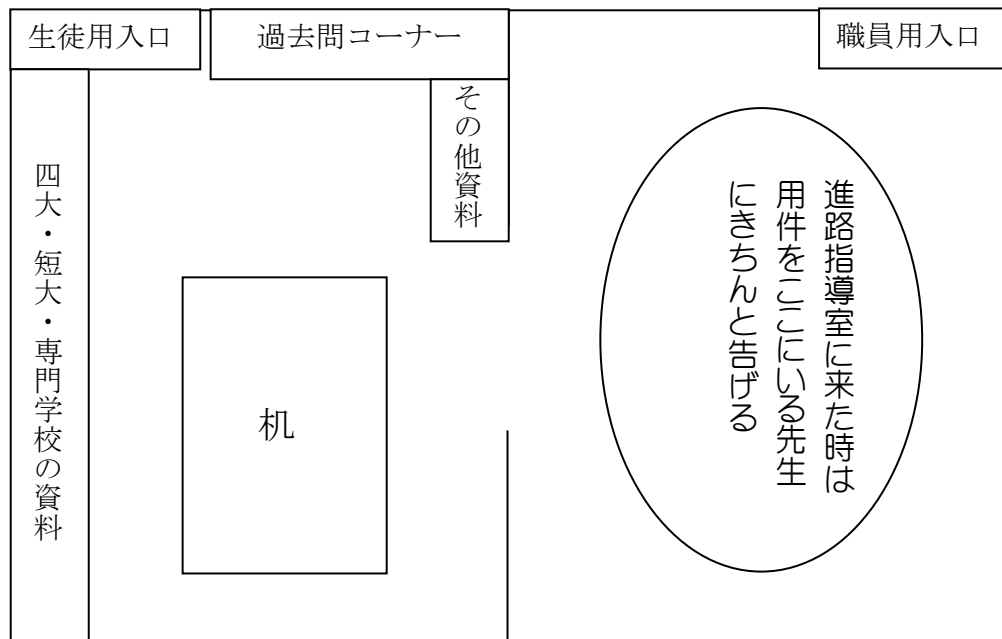 生徒用入口
過去問コーナー
職員用入口
その他資料
四大・短大・専門学校の資料
机
進路指導室に来た時は
用件をここにいる先生
にきちんと告げる